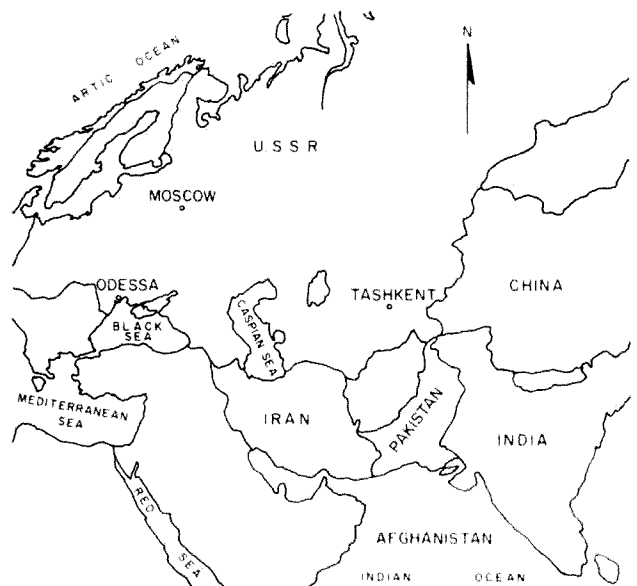 N
ARTIC OCEAN
USSR
MOSCOW
ODESSA
TASHKENT
CHINA
BLACK
SEA
CASPIAN SEA
IRAN
PAKISTAN
INDIA
MEDITERRANEAN
SEA
RED SEA
AFGHANISTAN
INDIAN OCEAN